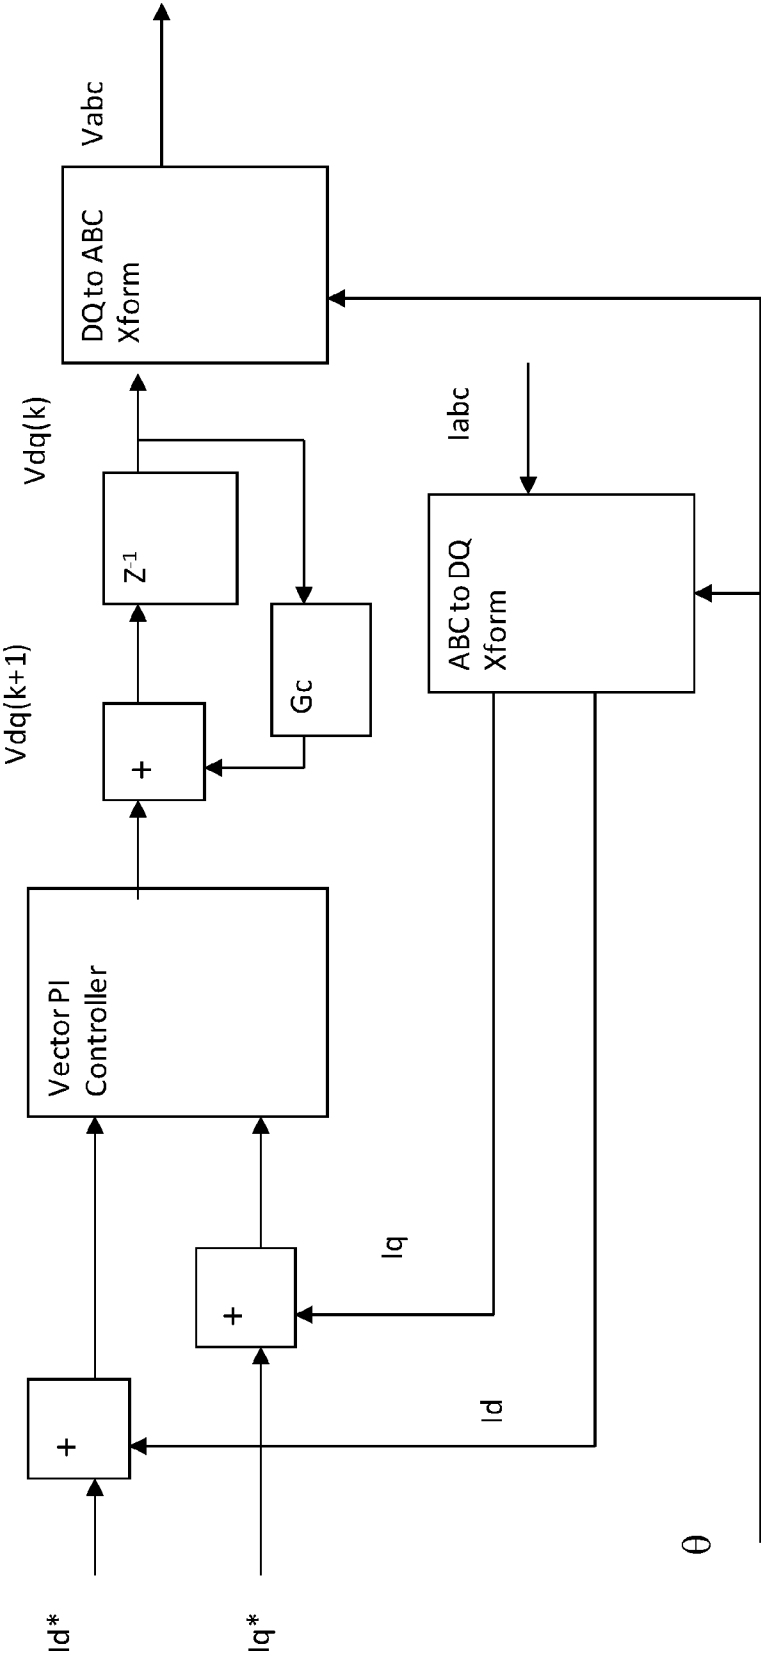 Id*
Iq*
+
+
Id
Iq
Vector PI
Controller
+
Vdq(k+1)
Z⁻¹
Gc
Vdq(k)
DQ to ABC
Xform
Vabc
ABC to DQ
Xform
Iabc
θ